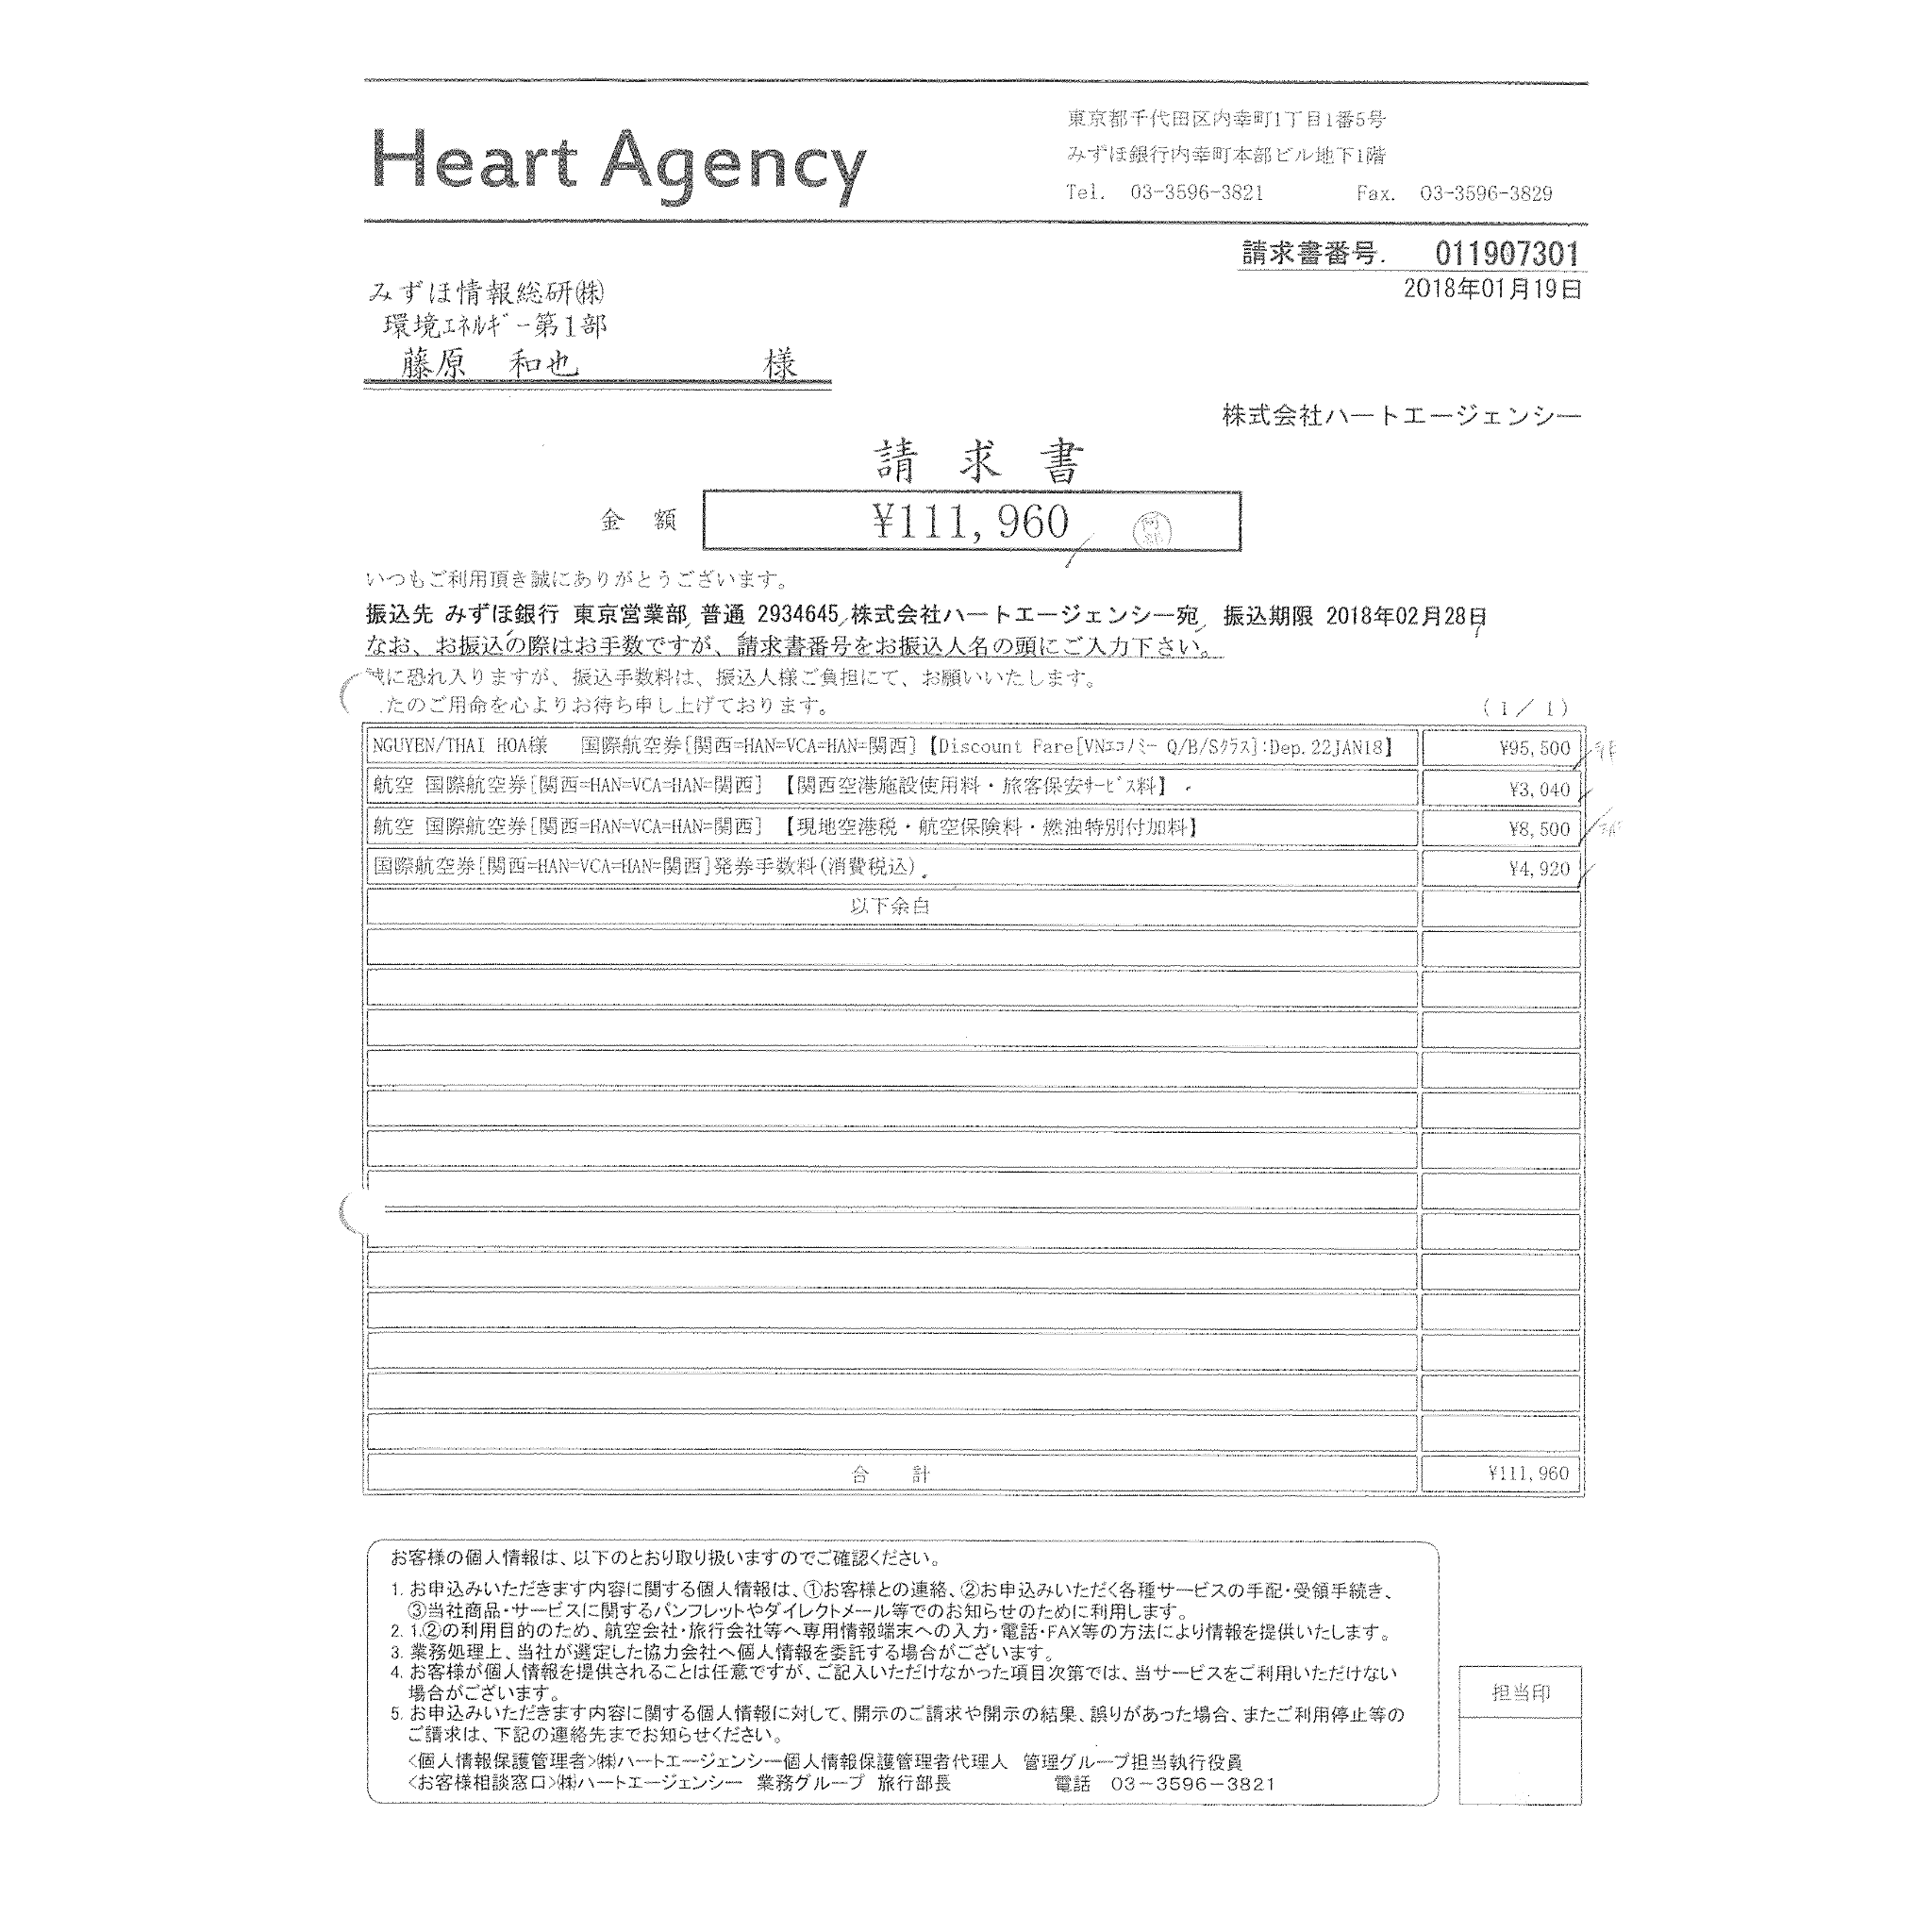 Heart Agency
東京都千代田区内幸町1丁目1番5号
みずほ銀行内幸町本部ビル地下1階
Tel. 03-3596-3821 Fax. 03-3596-3829
請求書番号. 011907301
2018年01月19日
みずほ情報総研㈱
環境ｴﾈﾙｷﾞｰ第1部
藤原 和也 様
株式会社ハートエージェンシー
請求書
金額 ¥111,960
いつもご利用頂き誠にありがとうございます。
振込先 みずほ銀行 東京営業部 普通 2934645 株式会社ハートエージェンシー宛 振込期限 2018年02月28日
なお、お振込の際はお手数ですが、請求書番号をお振込人名の頭にご入力下さい。
誠に恐れ入りますが、振込手数料は、振込人様ご負担にて、お願いいたします。
たのご用命を心よりお待ち申し上げております。
(1／1)
NGUYEN/THAI HOA様 国際航空券[関西=HAN=VCA=HAN=関西]【Discount Fare[VNｴｺﾉﾐｰ Q/B/Sｸﾗｽ]:Dep.22JAN18】 ¥95,500
航空 国際航空券[関西=HAN=VCA=HAN=関西] 【関西空港施設使用料・旅客保安ｻｰﾋﾞｽ料】 ¥3,040
航空 国際航空券[関西=HAN=VCA=HAN=関西] 【現地空港税・航空保険料・燃油特別付加料】 ¥8,500
国際航空券[関西=HAN=VCA=HAN=関西]発券手数料(消費税込) ¥4,920
以下余白
合計 ¥111,960
お客様の個人情報は、以下のとおり取り扱いますのでご確認ください。
1. お申込みいただきます内容に関する個人情報は、①お客様との連絡、②お申込みいただく各種サービスの手配・受領手続き、
③当社商品・サービスに関するパンフレットやダイレクトメール等でのお知らせのために利用します。
2. 1.②の利用目的のため、航空会社・旅行会社等へ専用情報端末への入力・電話・FAX等の方法により情報を提供いたします。
3. 業務処理上、当社が選定した協力会社へ個人情報を委託する場合がございます。
4. お客様が個人情報を提供されることは任意ですが、ご記入いただけなかった項目次第では、当サービスをご利用いただけない
場合がございます。
5. お申込みいただきます内容に関する個人情報に対して、開示のご請求や開示の結果、誤りがあった場合、またご利用停止等の
ご請求は、下記の連絡先までお知らせください。
<個人情報保護管理者>㈱ハートエージェンシー個人情報保護管理者代理人 管理グループ担当執行役員
<お客様相談窓口>㈱ハートエージェンシー 業務グループ 旅行部長 電話 03－3596－3821
担当印